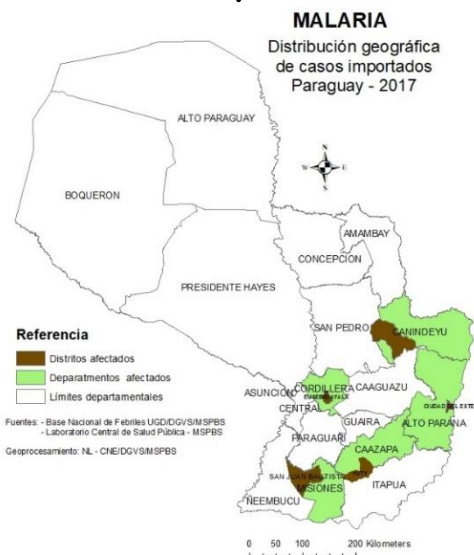 MALARIA
Distribución geográfica
de casos importados
Paraguay - 2017
ALTO PARAGUAY
N
W
E
S
BOQUERON
AMAMBAY
CONCEPCION
PRESIDENTE HAYES
SAN PEDRO
CANINDEYU
Referencia
Distritos afectados
Deparatmentos afectados
Límites departamentales
ASUNCION
CORDILLERA
CAAGUAZU
CIUDAD DEL ESTE
CENTRAL
GUAIRA
ALTO PARANA
Fuentes: - Base Nacional de Febriles UGD/DGVS/MSPBS
- Laboratorio Central de Salud Pública - MSPBS
PARAGUARI
CAAZAPA
Geoprocesamiento: NL - CNE/DGVS/MSPBS
SAN JUAN BAUTISTA
MISIONES
ITAPUA
ÑEEMBUCU
0 50 100 200 Kilometers